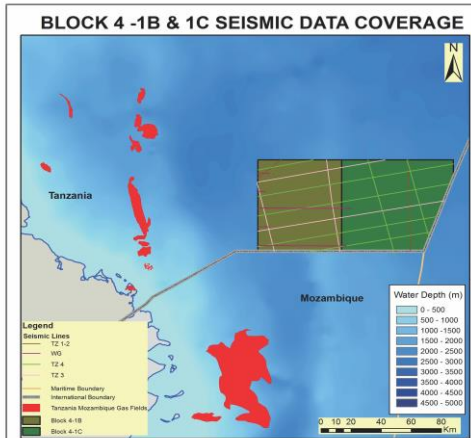 BLOCK 4 -1B & 1C SEISMIC DATA COVERAGE
N
Tanzania
Mozambique
Legend
Seismic Lines
TZ 1-2
WG
TZ 4
TZ 3
Maritime Boundary
International Boundary
Tanzania Mozambique Gas Fields
Block 4-1B
Block 4-1C
Water Depth (m)
0 - 500
500 - 1000
1000 -1500
1500 - 2000
2000 - 2500
2500 - 3000
3000 - 3500
3500 - 4000
4000 - 4500
4500 - 5000
0 10 20 40 60 80
Km